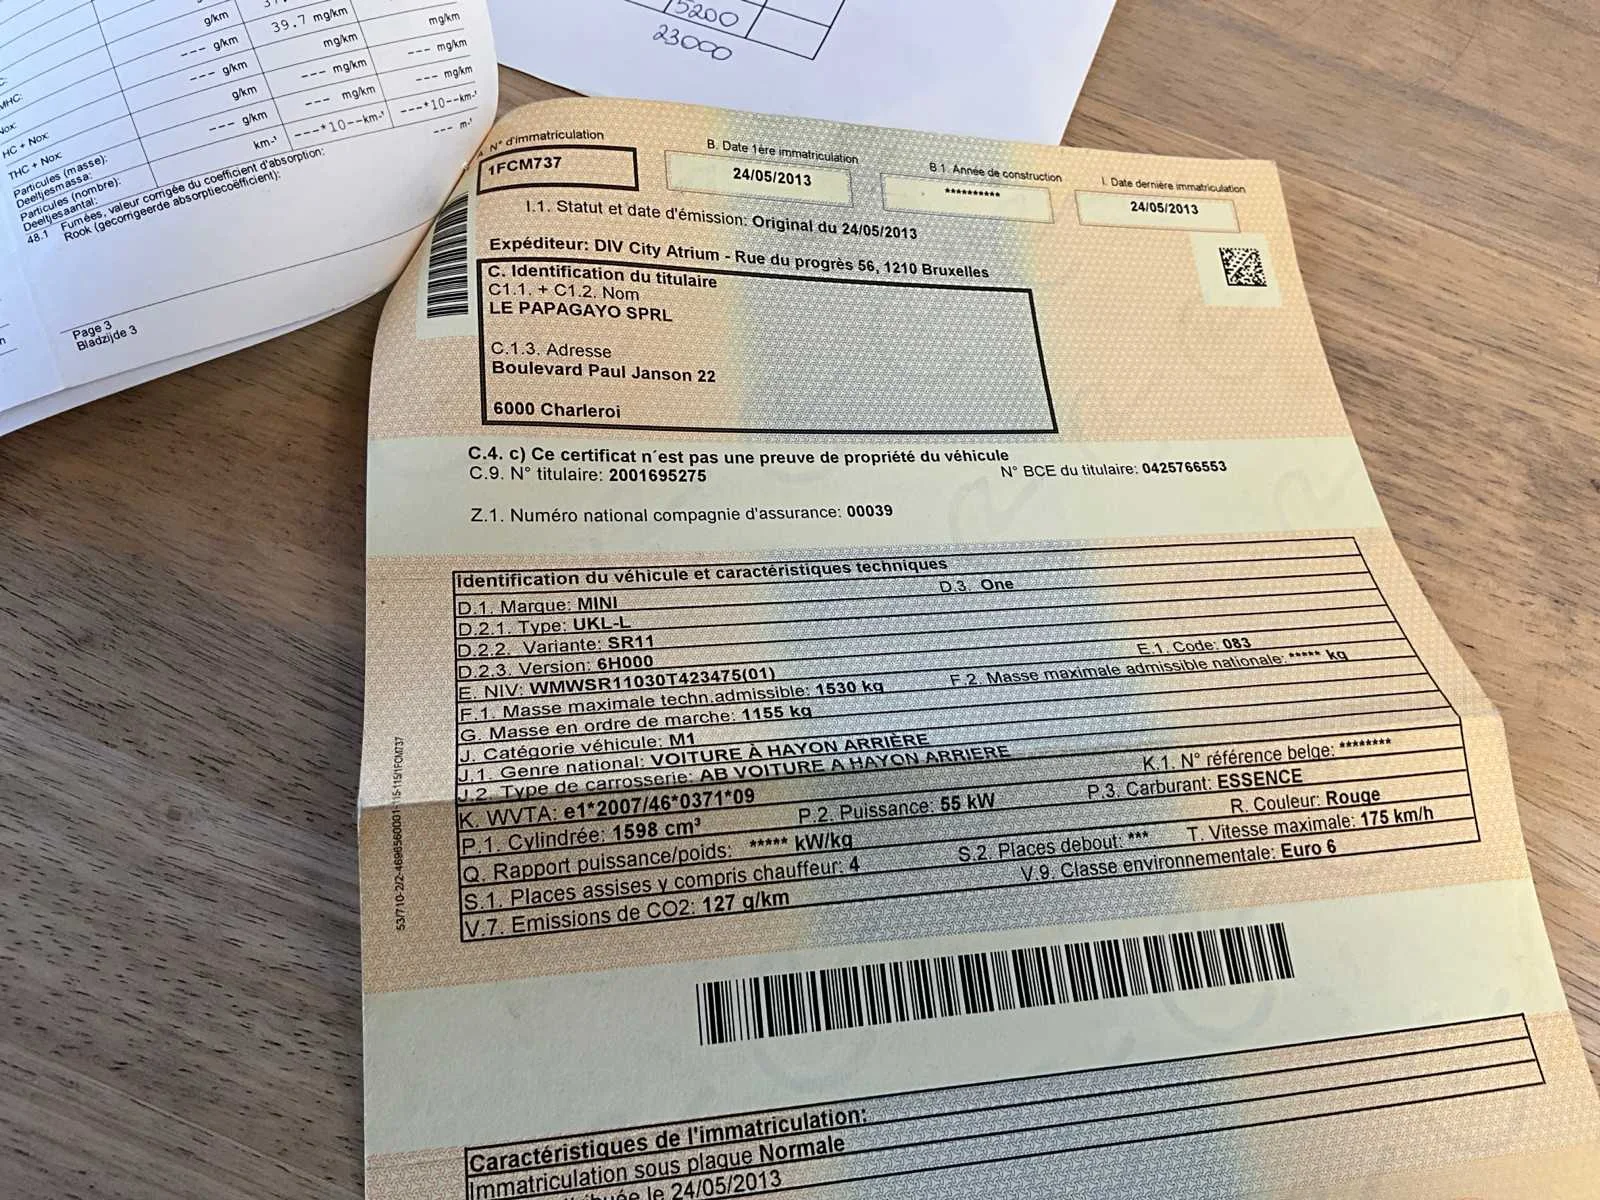 g/km
39.7 mg/km
mg/km
--- g/km
mg/km
--- mg/km
--- g/km
--- mg/km
--- mg/km
g/km
--- mg/km
---*10--km-¹
--- g/km
---*10--km-¹
--- m-¹
km-¹
HC + Nox:
THC + Nox:
Particules (masse):
Deeltjesmassa:
Particules (nombre):
Deeltjesaantal:
48.1 Fumées, valeur corrigée du coefficient d'absorption:
Rook (gecorrigeerde absorptiecoëfficient):
Page 3
Bladzijde 3
5200
23000
A. N° d'immatriculation
1FCM737
B. Date 1ère immatriculation
24/05/2013
B.1. Année de construction
**********
I. Date dernière immatriculation
24/05/2013
I.1. Statut et date d'émission: Original du 24/05/2013
Expéditeur: DIV City Atrium - Rue du progrès 56, 1210 Bruxelles
C. Identification du titulaire
C1.1. + C1.2. Nom
LE PAPAGAYO SPRL
C.1.3. Adresse
Boulevard Paul Janson 22
6000 Charleroi
C.4. c) Ce certificat n´est pas une preuve de propriété du véhicule
C.9. N° titulaire: 2001695275 N° BCE du titulaire: 0425766553
Z.1. Numéro national compagnie d'assurance: 00039
Identification du véhicule et caractéristiques techniques
D.1. Marque: MINI D.3. One
D.2.1. Type: UKL-L
D.2.2. Variante: SR11
D.2.3. Version: 6H000
E. NIV: WMWSR11030T423475(01) E.1. Code: 083
F.1. Masse maximale techn.admissible: 1530 kg F.2. Masse maximale admissible nationale: ***** kg
G. Masse en ordre de marche: 1155 kg
J. Catégorie véhicule: M1
J.1. Genre national: VOITURE À HAYON ARRIÈRE
J.2. Type de carrosserie: AB VOITURE A HAYON ARRIERE
K. WVTA: e1*2007/46*0371*09 K.1. N° référence belge: ********
P.1. Cylindrée: 1598 cm³ P.2. Puissance: 55 kW P.3. Carburant: ESSENCE
Q. Rapport puissance/poids: ***** kW/kg R. Couleur: Rouge
S.1. Places assises y compris chauffeur: 4 S.2. Places debout: *** T. Vitesse maximale: 175 km/h
V.7. Emissions de CO2: 127 g/km V.9. Classe environnementale: Euro 6
Caractéristiques de l'immatriculation:
Immatriculation sous plaque Normale
le 24/05/2013